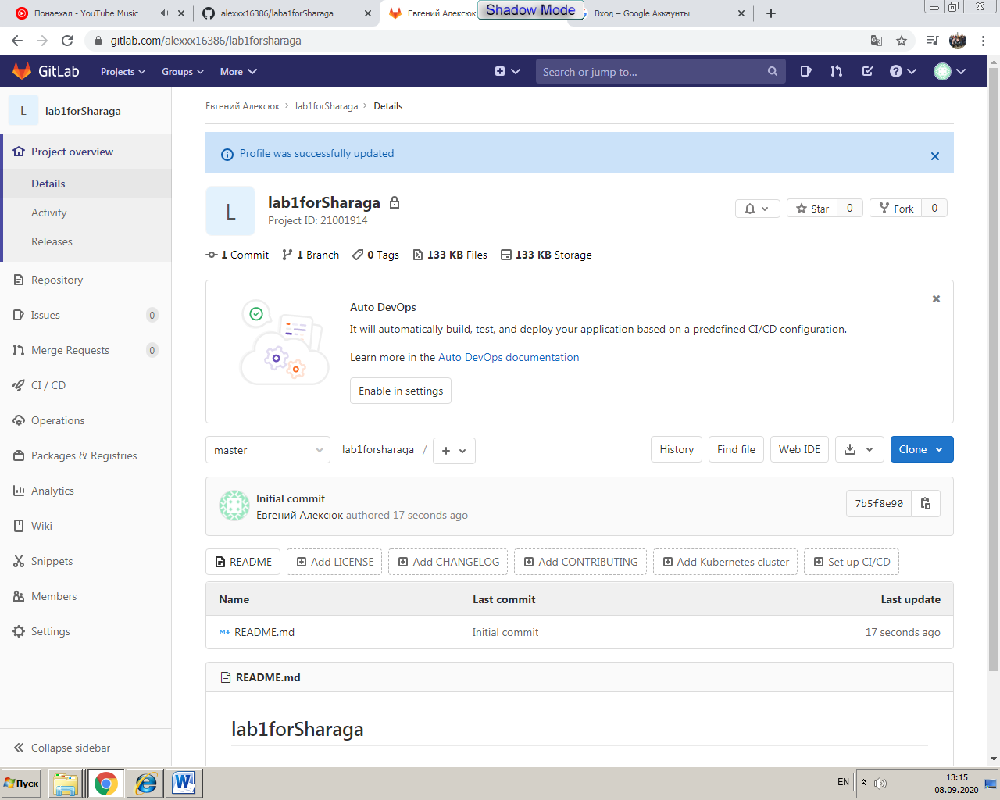 Понаехал - YouTube Music
alexxx16386/laba1forSharaga
Евгений Алексюк
Shadow Mode
Вход – Google Аккаунты
gitlab.com/alexxx16386/lab1forsharaga
GitLab
Projects
Groups
More
Search or jump to...
L
lab1forSharaga
Project overview
Details
Activity
Releases
Repository
Issues 0
Merge Requests 0
CI / CD
Operations
Packages & Registries
Analytics
Wiki
Snippets
Members
Settings
Collapse sidebar
Евгений Алексюк > lab1forSharaga > Details
Profile was successfully updated
L
lab1forSharaga
Project ID: 21001914
Star 0
Fork 0
1 Commit 1 Branch 0 Tags 133 KB Files 133 KB Storage
Auto DevOps
It will automatically build, test, and deploy your application based on a predefined CI/CD configuration.
Learn more in the Auto DevOps documentation
Enable in settings
master
lab1forsharaga /
History
Find file
Web IDE
Clone
Initial commit
Евгений Алексюк authored 17 seconds ago
7b5f8e90
README
Add LICENSE
Add CHANGELOG
Add CONTRIBUTING
Add Kubernetes cluster
Set up CI/CD
Name Last commit Last update
README.md Initial commit 17 seconds ago
README.md
lab1forSharaga
Пуск
EN
13:15
08.09.2020